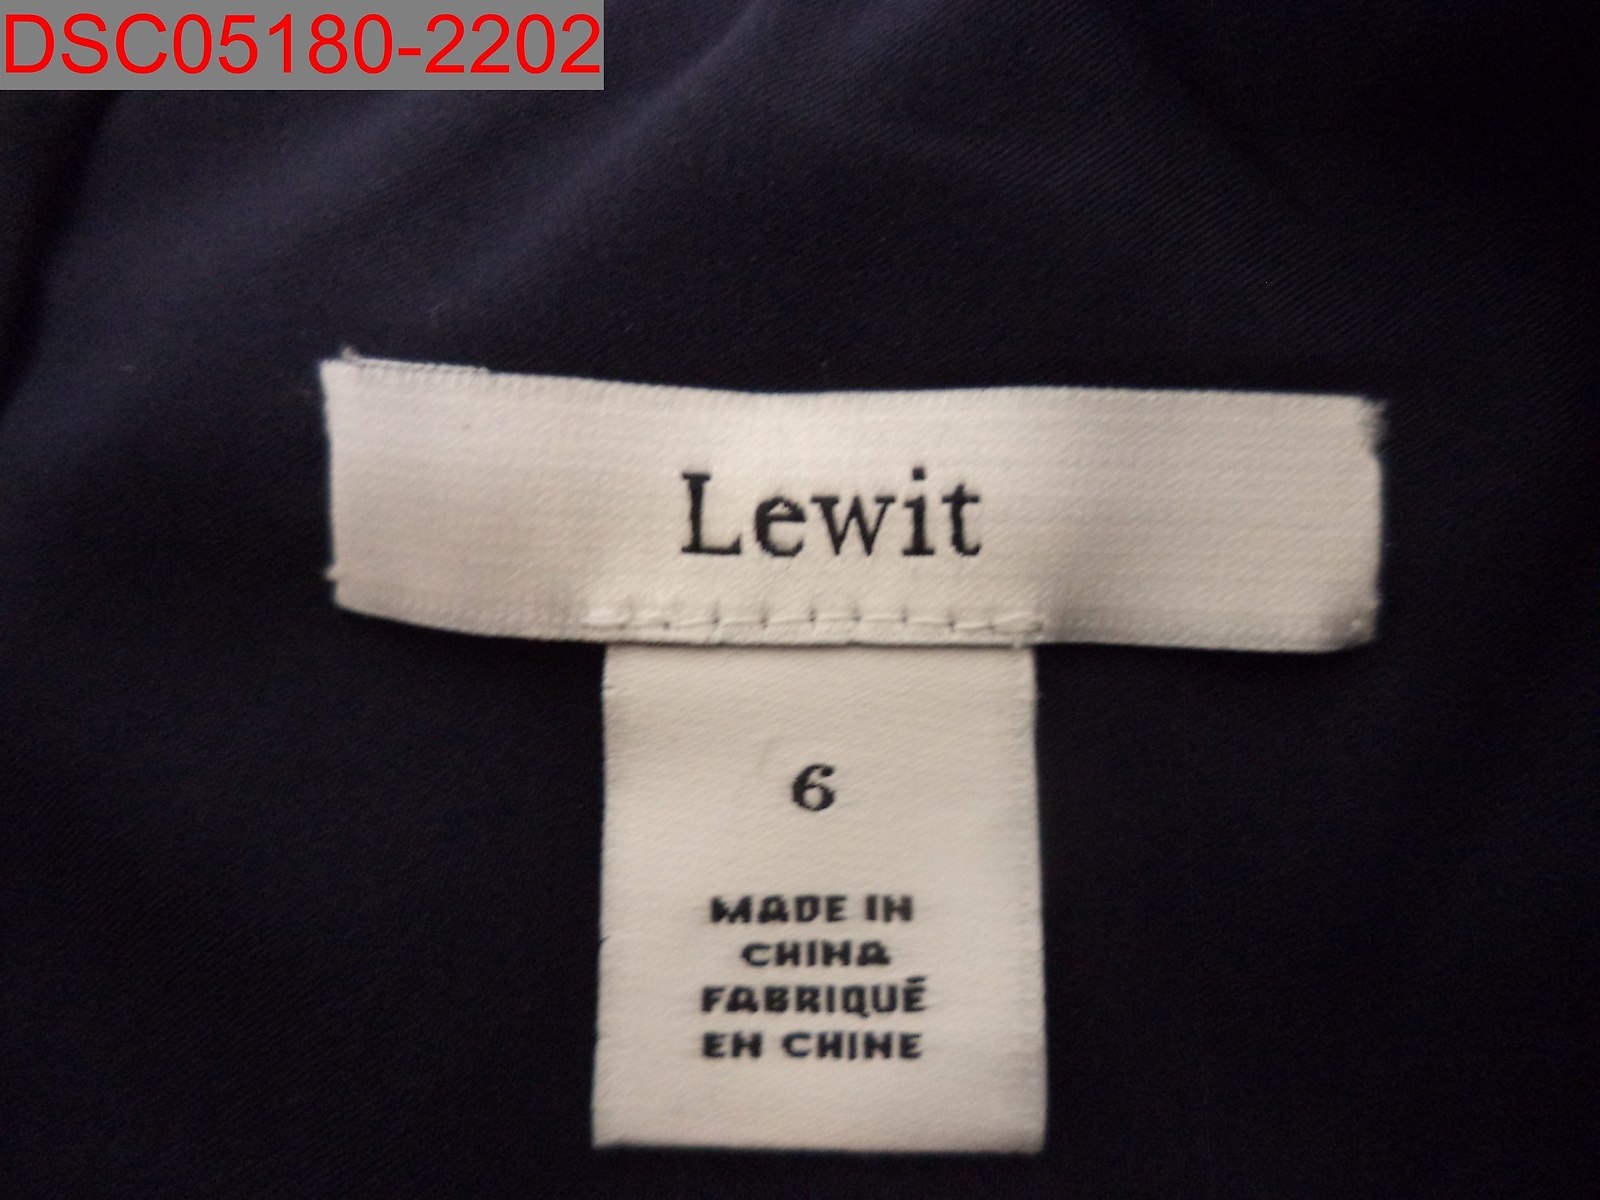 DSC05180-2202
Lewit
6
MADE IN
CHINA
FABRIQUÉ
EN CHINE